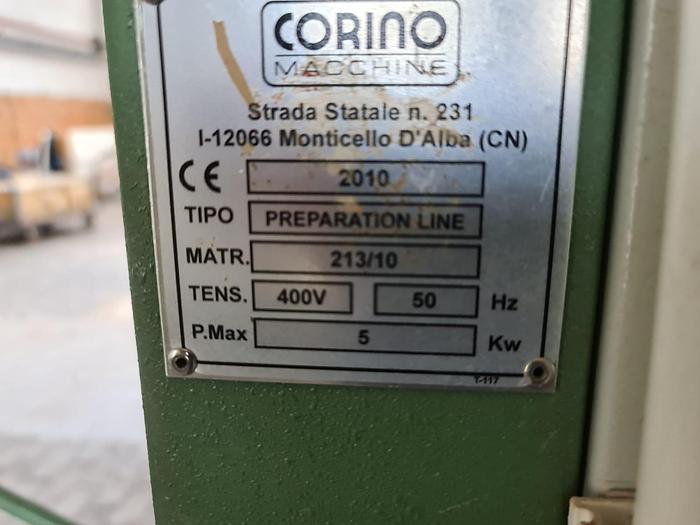 CORINO
MACCHINE
Strada Statale n. 231
I-12066 Monticello D'Alba (CN)
CE 2010
TIPO PREPARATION LINE
MATR. 213/10
TENS. 400V 50 Hz
P.Max 5 Kw
T-117